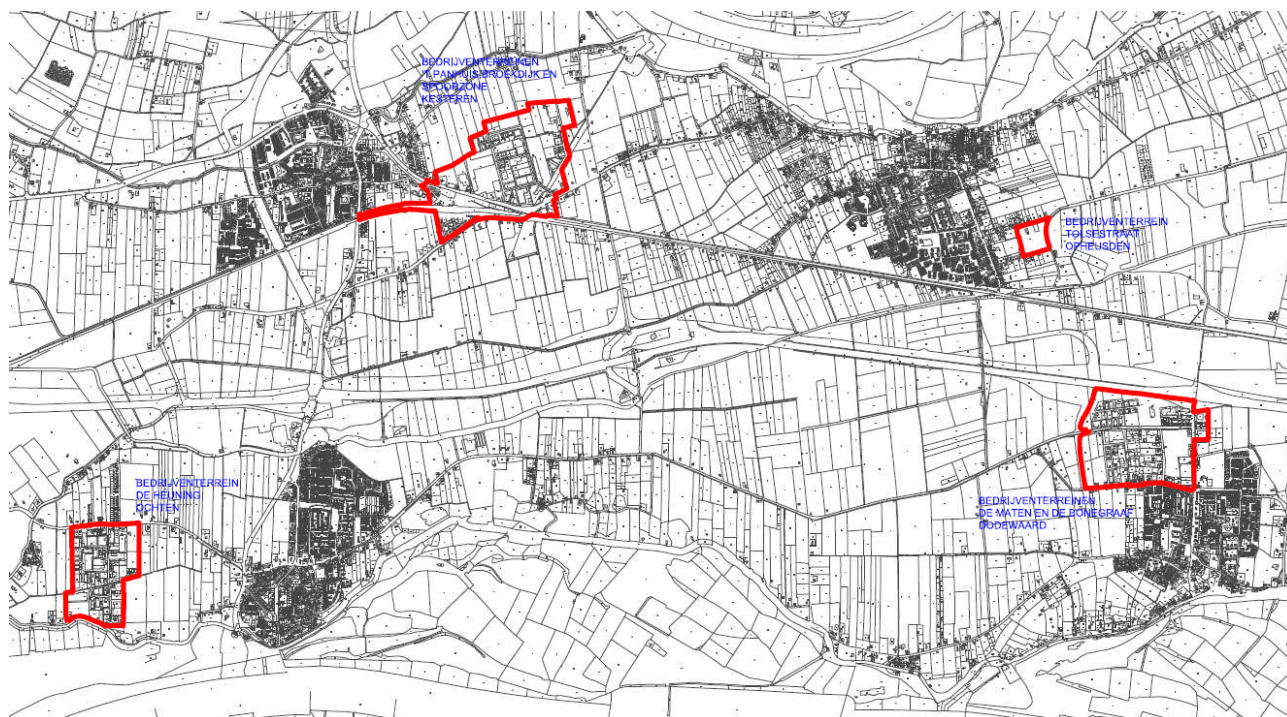 BEDRIJVENTERREINEN
'T PANHUIS,BROEKDIJK EN
SPOORZONE
KESTEREN
BEDRIJVENTERREIN
TOLSESTRAAT
OPHEUSDEN
BEDRIJVENTERREIN
DE HEUNING
OCHTEN
BEDRIJVENTERREINEN
DE MATEN EN DE BONEGRAAF
DODEWAARD